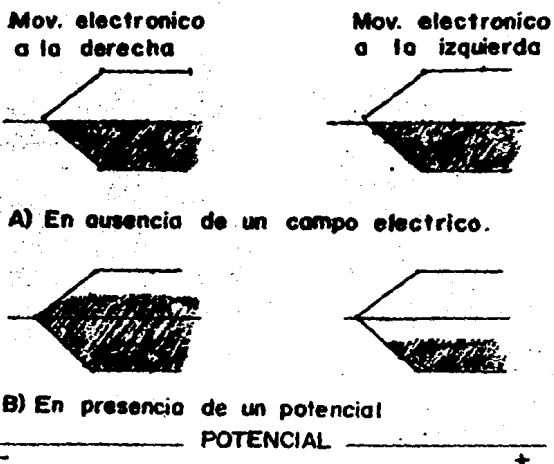 Mov. electronico
a la derecha
Mov. electronico
a la izquierda
A) En ausencia de un campo electrico.
B) En presencia de un potencial
POTENCIAL
- +